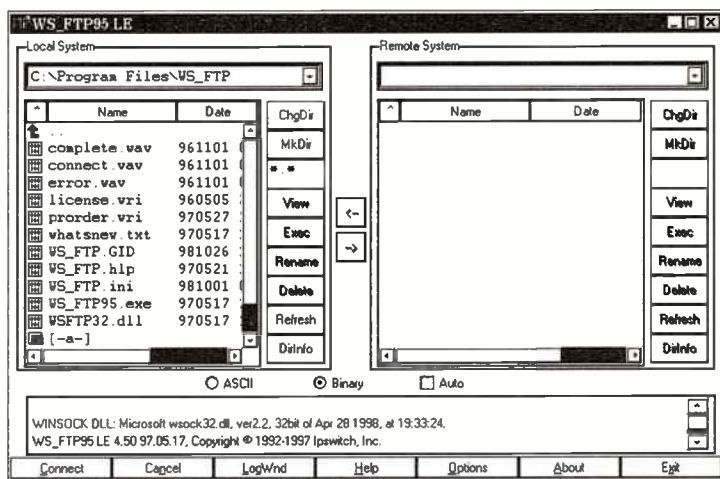 WS_FTP95 LE
Local System
C:\Program Files\WS_FTP
^ Name Date
..
complete.wav 961101
connect.wav 961101
error.wav 961101
license.wri 960505
prorder.wri 970527
whatsnew.txt 970517
WS_FTP.GID 981026
WS_FTP.hlp 970521
WS_FTP.ini 981001
WS_FTP95.exe 970517
WSFTP32.dll 970517
[-a-]
ChgDir
MkDir
*.*
View
Exec
Rename
Delete
Refresh
DirInfo
<-
->
Remote System
^ Name Date
ChgDir
MkDir
View
Exec
Rename
Delete
Refresh
DirInfo
ASCII Binary Auto
WINSOCK DLL: Microsoft wsock32.dll, ver2.2, 32bit of Apr 28 1998, at 19:33:24.
WS_FTP95 LE 4.50 97.05.17, Copyright © 1992-1997 Ipswitch, Inc.
Connect Cancel LogWnd Help Options About Exit